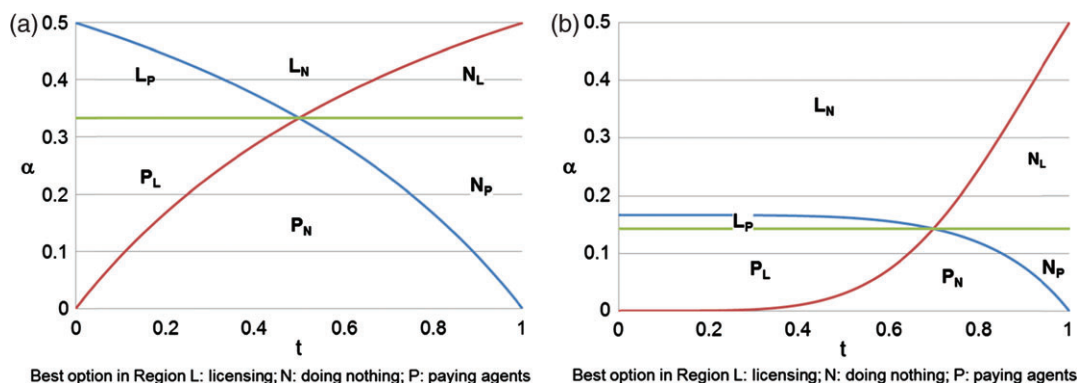 (a)
0.5
0.4
0.3
α
0.2
0.1
0
L_P
L_N
N_L
P_L
N_P
P_N
0 0.2 0.4 0.6 0.8 1
t
Best option in Region L: licensing; N: doing nothing; P: paying agents
(b)
0.5
0.4
0.3
α
0.2
0.1
0
L_N
N_L
L_P
P_L
P_N
N_P
0 0.2 0.4 0.6 0.8 1
t
Best option in Region L: licensing; N: doing nothing; P: paying agents